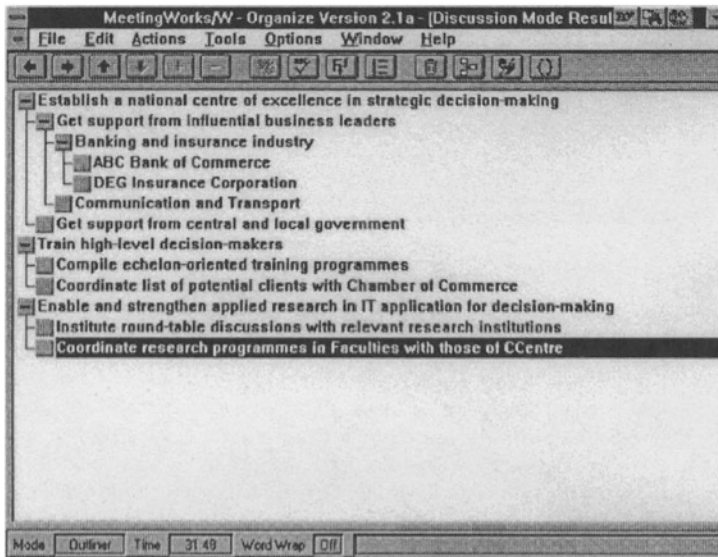 MeetingWorks/W - Organize Version 2.1a - [Discussion Mode Resul
File Edit Actions Tools Options Window Help
Establish a national centre of excellence in strategic decision-making
Get support from influential business leaders
Banking and insurance industry
ABC Bank of Commerce
DEG Insurance Corporation
Communication and Transport
Get support from central and local government
Train high-level decision-makers
Compile echelon-oriented training programmes
Coordinate list of potential clients with Chamber of Commerce
Enable and strengthen applied research in IT application for decision-making
Institute round-table discussions with relevant research institutions
Coordinate research programmes in Faculties with those of CCentre
Mode Outliner Time 31:49 Word Wrap Off